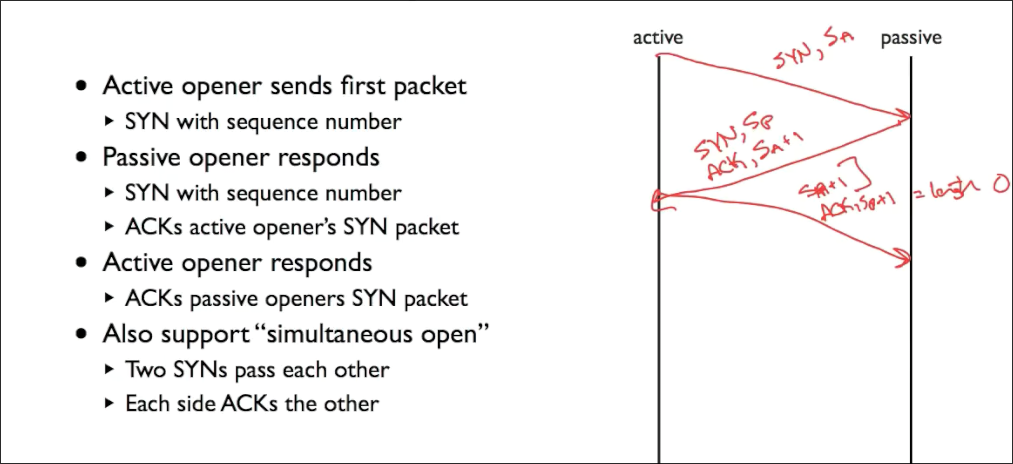 active
passive
• Active opener sends first packet
‣ SYN with sequence number
• Passive opener responds
‣ SYN with sequence number
‣ ACKs active opener’s SYN packet
• Active opener responds
‣ ACKs passive openers SYN packet
• Also support “simultaneous open”
‣ Two SYNs pass each other
‣ Each side ACKs the other
SYN, SA
SYN, SB
ACK, SA+1
SA+1]
ACK, SB+1 = length 0